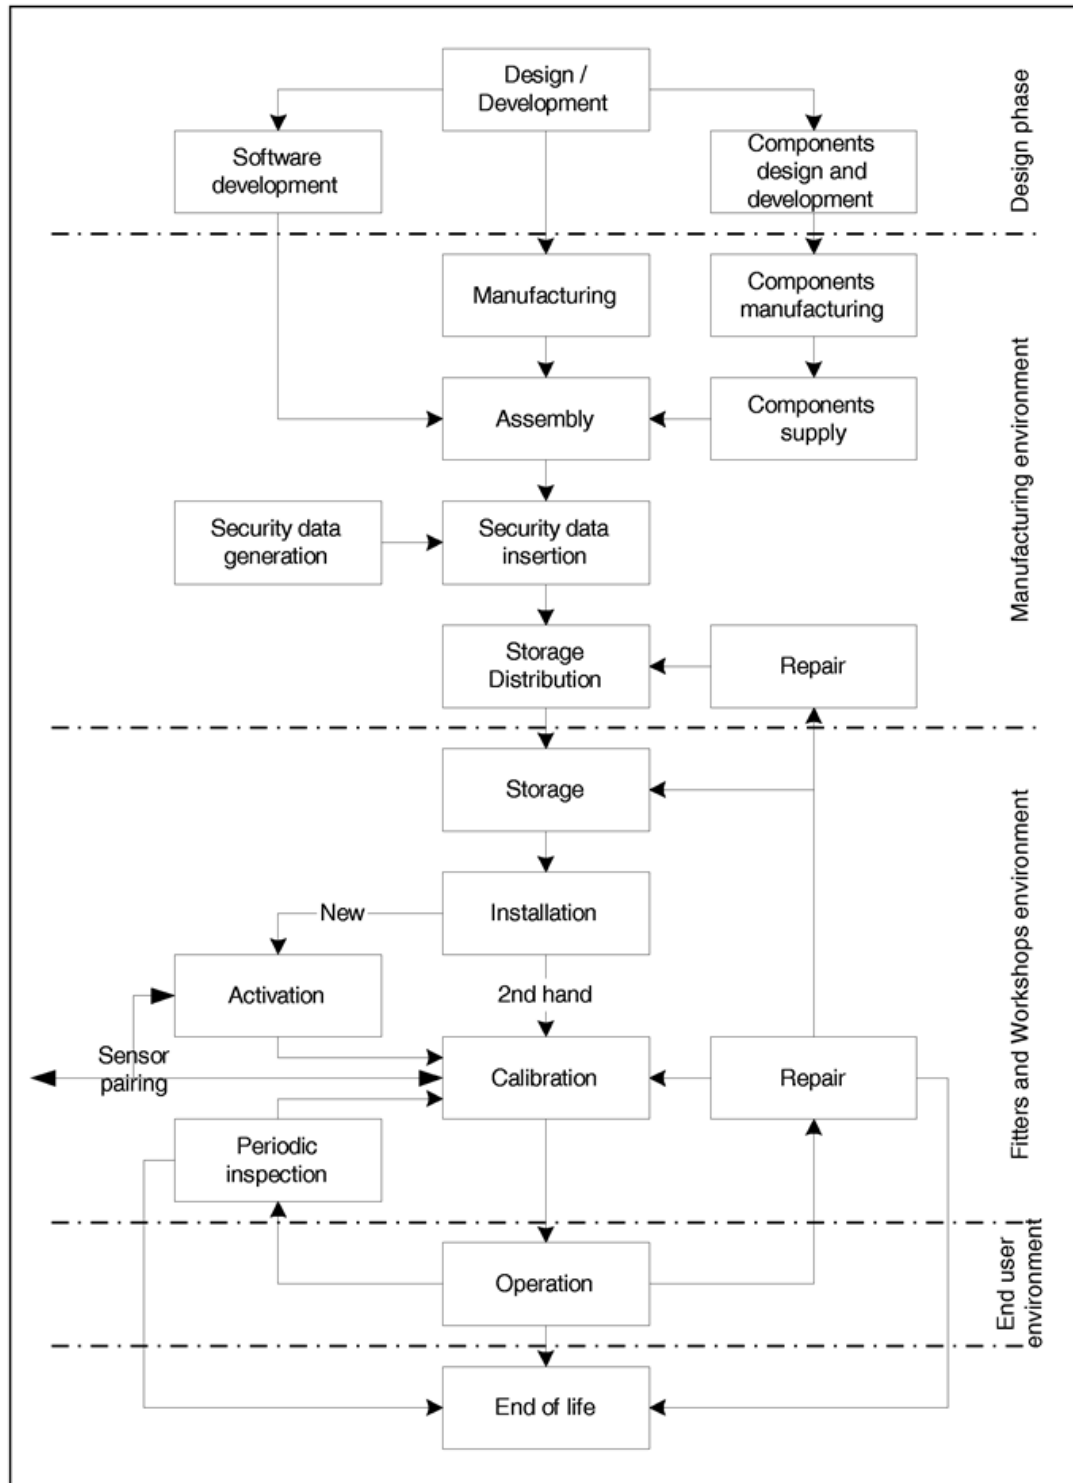 Design /
Development
Software
development
Components
design and
development
Design phase
Manufacturing
Components
manufacturing
Assembly
Components
supply
Security data
generation
Security data
insertion
Storage
Distribution
Repair
Manufacturing environment
Storage
Installation
New
Activation
2nd hand
Sensor
pairing
Calibration
Repair
Periodic
inspection
Fitters and Workshops environment
Operation
End user
environment
End of life